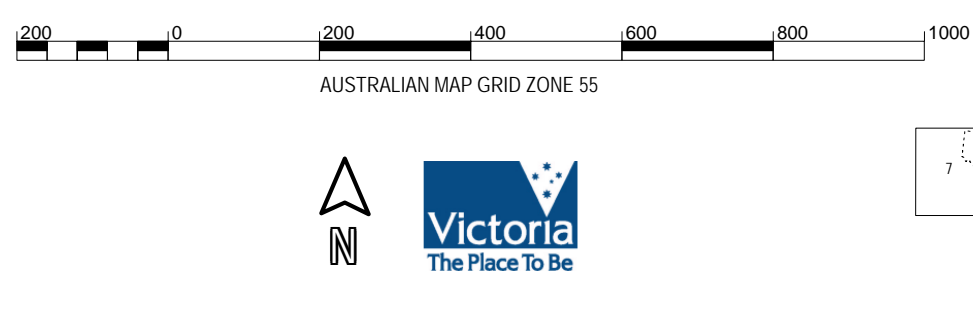 200 0 200 400 600 800 1000
AUSTRALIAN MAP GRID ZONE 55
7
N
Victoria
The Place To Be